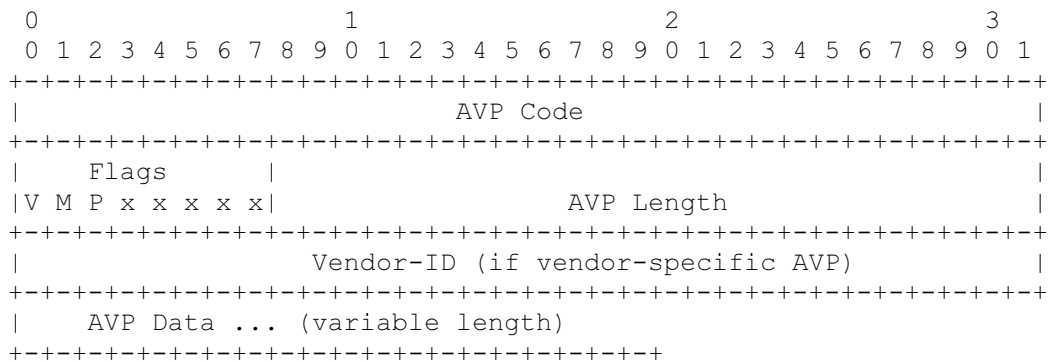 0                   1                   2                   3
 0 1 2 3 4 5 6 7 8 9 0 1 2 3 4 5 6 7 8 9 0 1 2 3 4 5 6 7 8 9 0 1
+-+-+-+-+-+-+-+-+-+-+-+-+-+-+-+-+-+-+-+-+-+-+-+-+-+-+-+-+-+-+-+-+
|                           AVP Code                            |
+-+-+-+-+-+-+-+-+-+-+-+-+-+-+-+-+-+-+-+-+-+-+-+-+-+-+-+-+-+-+-+-+
|    Flags      |                                               |
|V M P x x x x x|                  AVP Length                   |
+-+-+-+-+-+-+-+-+-+-+-+-+-+-+-+-+-+-+-+-+-+-+-+-+-+-+-+-+-+-+-+-+
|                  Vendor-ID (if vendor-specific AVP)           |
+-+-+-+-+-+-+-+-+-+-+-+-+-+-+-+-+-+-+-+-+-+-+-+-+-+-+-+-+-+-+-+-+
|    AVP Data ... (variable length)
+-+-+-+-+-+-+-+-+-+-+-+-+-+-+-+-+-+-+-+-+